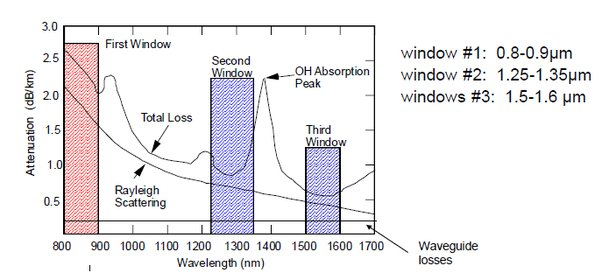 3.0
2.5
2.0
1.5
1.0
0.5
Attenuation (dB/km)
First Window
Second
Window
OH Absorption
Peak
Total Loss
Third
Window
Rayleigh
Scattering
800 900 1000 1100 1200 1300 1400 1500 1600 1700
Wavelength (nm)
Waveguide
losses
window #1: 0.8-0.9μm
window #2: 1.25-1.35μm
windows #3: 1.5-1.6 μm